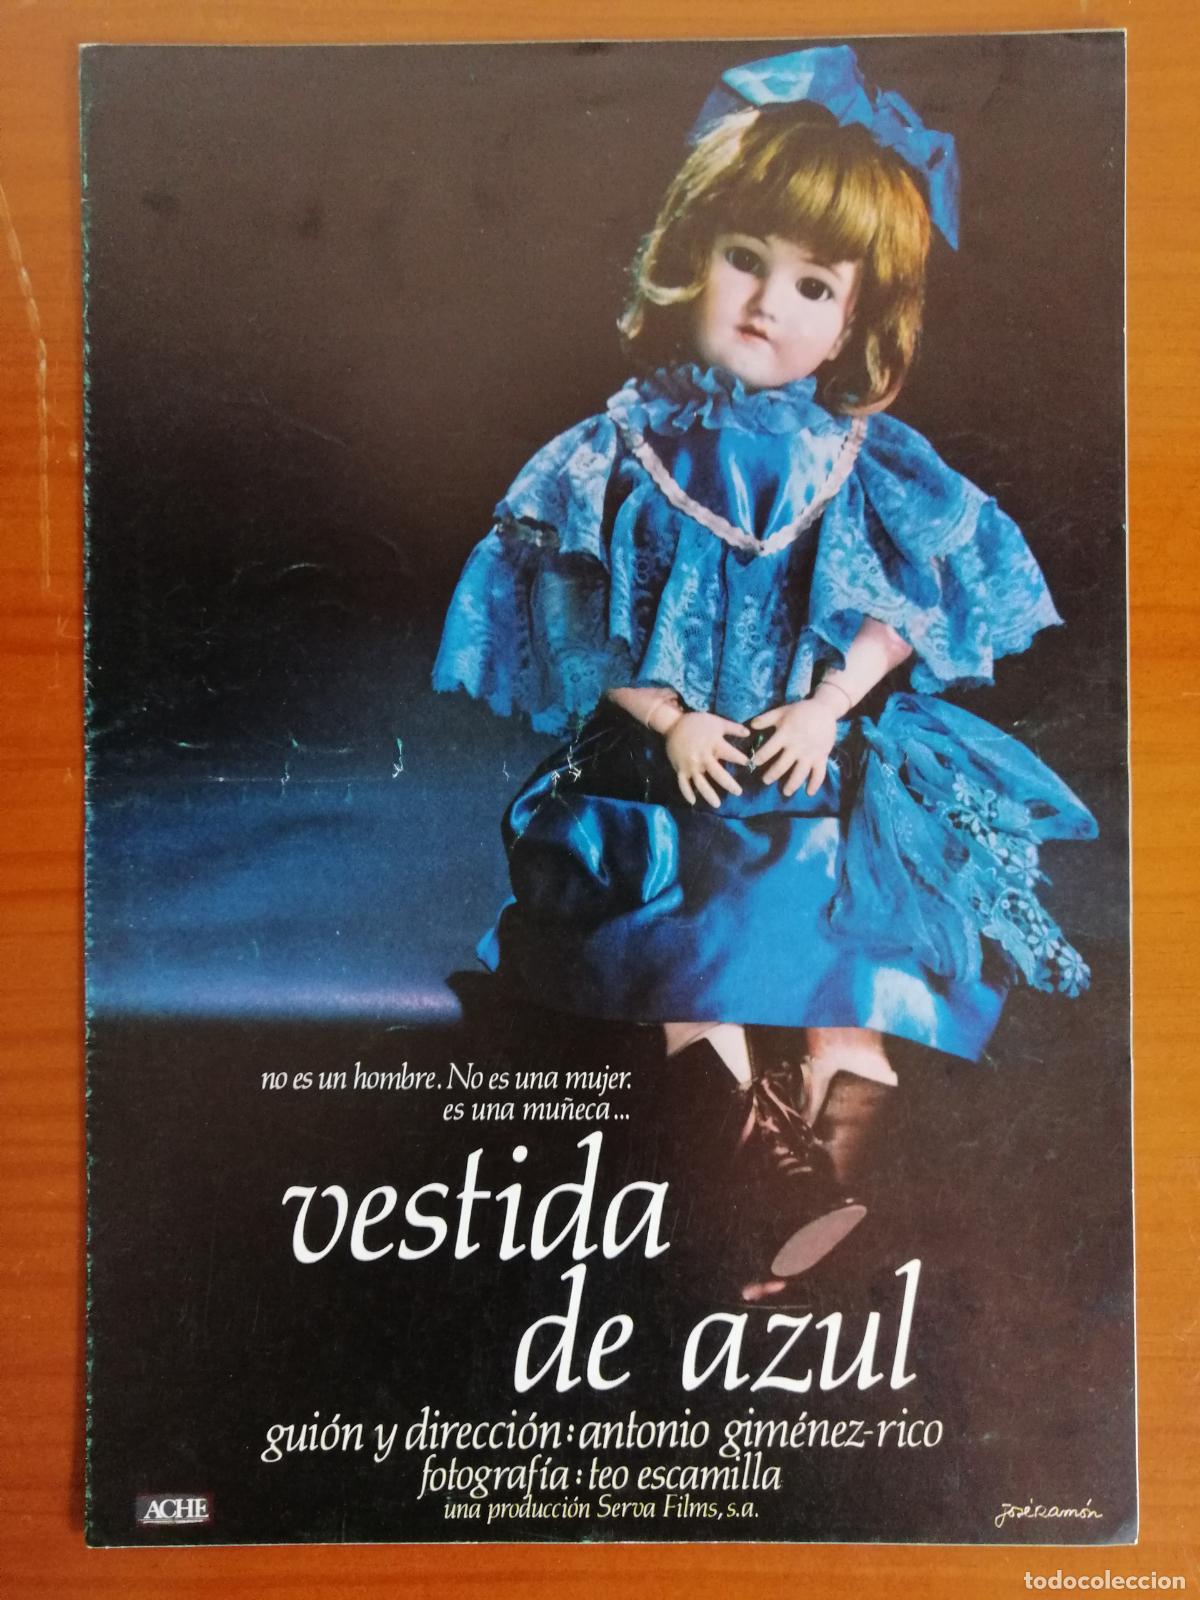 no es un hombre. No es una mujer.
es una muñeca...
vestida
de azul
guión y dirección: antonio giménez-rico
fotografía: teo escamilla
una producción Serva Films, s.a.
ACHE
joséramón
todocoleccion